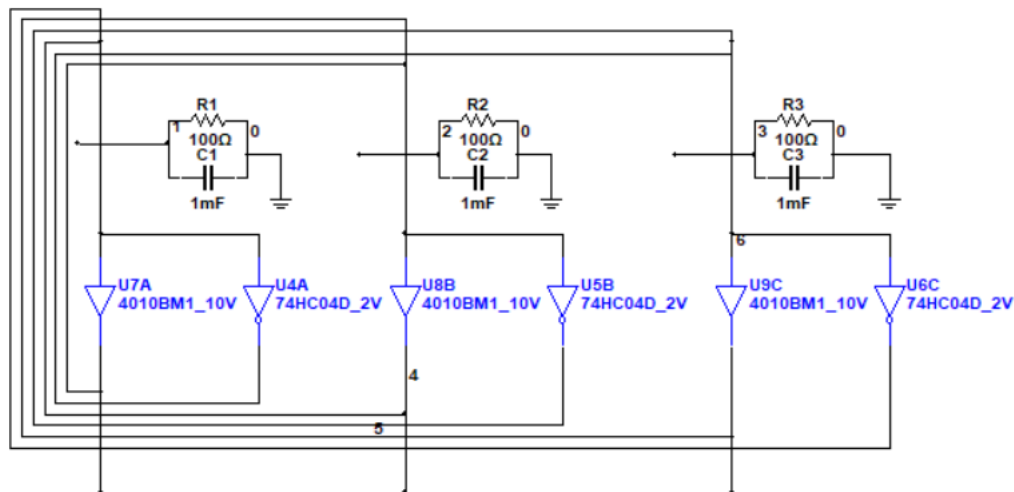 R1
1
0
100Ω
C1
1mF
R2
2
0
100Ω
C2
1mF
R3
3
0
100Ω
C3
1mF
6
U7A
4010BM1_10V
U4A
74HC04D_2V
U8B
4010BM1_10V
U5B
74HC04D_2V
U9C
4010BM1_10V
U6C
74HC04D_2V
4
5